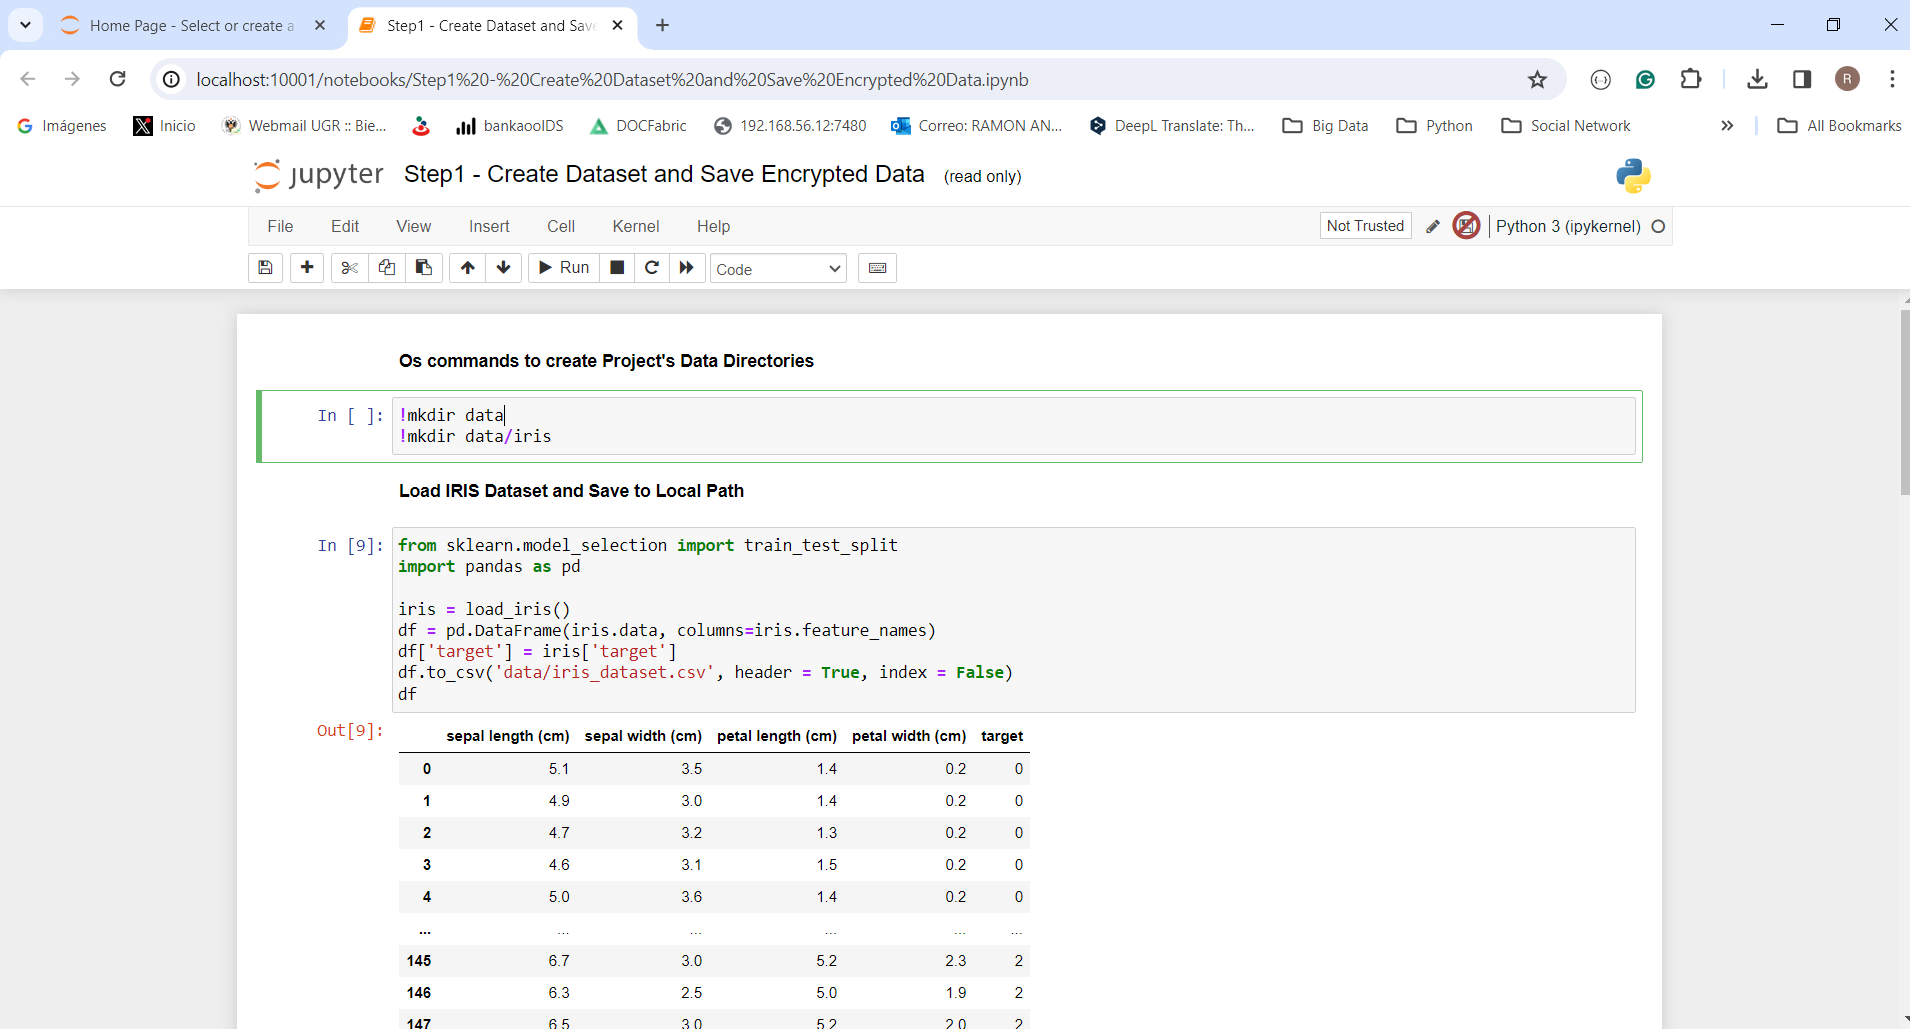 Home Page - Select or create a
Step1 - Create Dataset and Save
localhost:10001/notebooks/Step1%20-%20Create%20Dataset%20and%20Save%20Encrypted%20Data.ipynb
R
Imágenes
Inicio
Webmail UGR :: Bie...
bankaoolDS
DOCFabric
192.168.56.12:7480
Correo: RAMON AN...
DeepL Translate: Th...
Big Data
Python
Social Network
All Bookmarks
jupyter Step1 - Create Dataset and Save Encrypted Data (read only)
File Edit View Insert Cell Kernel Help
Not Trusted
Python 3 (ipykernel)
Run
Code
Os commands to create Project's Data Directories
In [ ]: !mkdir data
!mkdir data/iris
Load IRIS Dataset and Save to Local Path
In [9]: from sklearn.model_selection import train_test_split
import pandas as pd
iris = load_iris()
df = pd.DataFrame(iris.data, columns=iris.feature_names)
df['target'] = iris['target']
df.to_csv('data/iris_dataset.csv', header = True, index = False)
df
Out[9]:
sepal length (cm) sepal width (cm) petal length (cm) petal width (cm) target
0 5.1 3.5 1.4 0.2 0
1 4.9 3.0 1.4 0.2 0
2 4.7 3.2 1.3 0.2 0
3 4.6 3.1 1.5 0.2 0
4 5.0 3.6 1.4 0.2 0
... ... ... ... ... ...
145 6.7 3.0 5.2 2.3 2
146 6.3 2.5 5.0 1.9 2
147 6.5 3.0 5.2 2.0 2